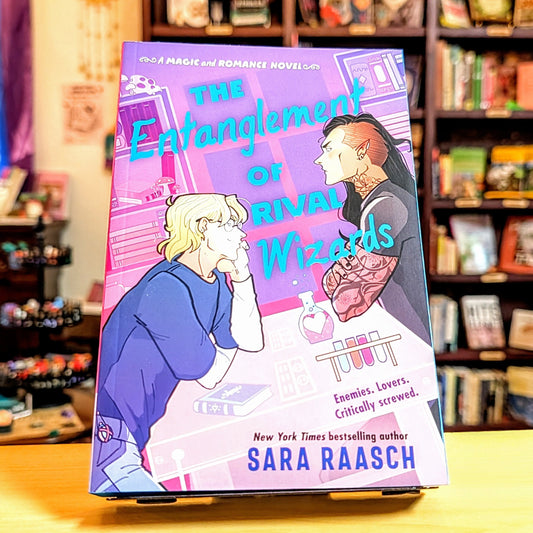 A MAGIC and ROMANCE NOVEL
THE
Entanglement
OF
RIVAL
Wizards
Enemies. Lovers.
Critically screwed.
New York Times bestselling author
SARA RAASCH